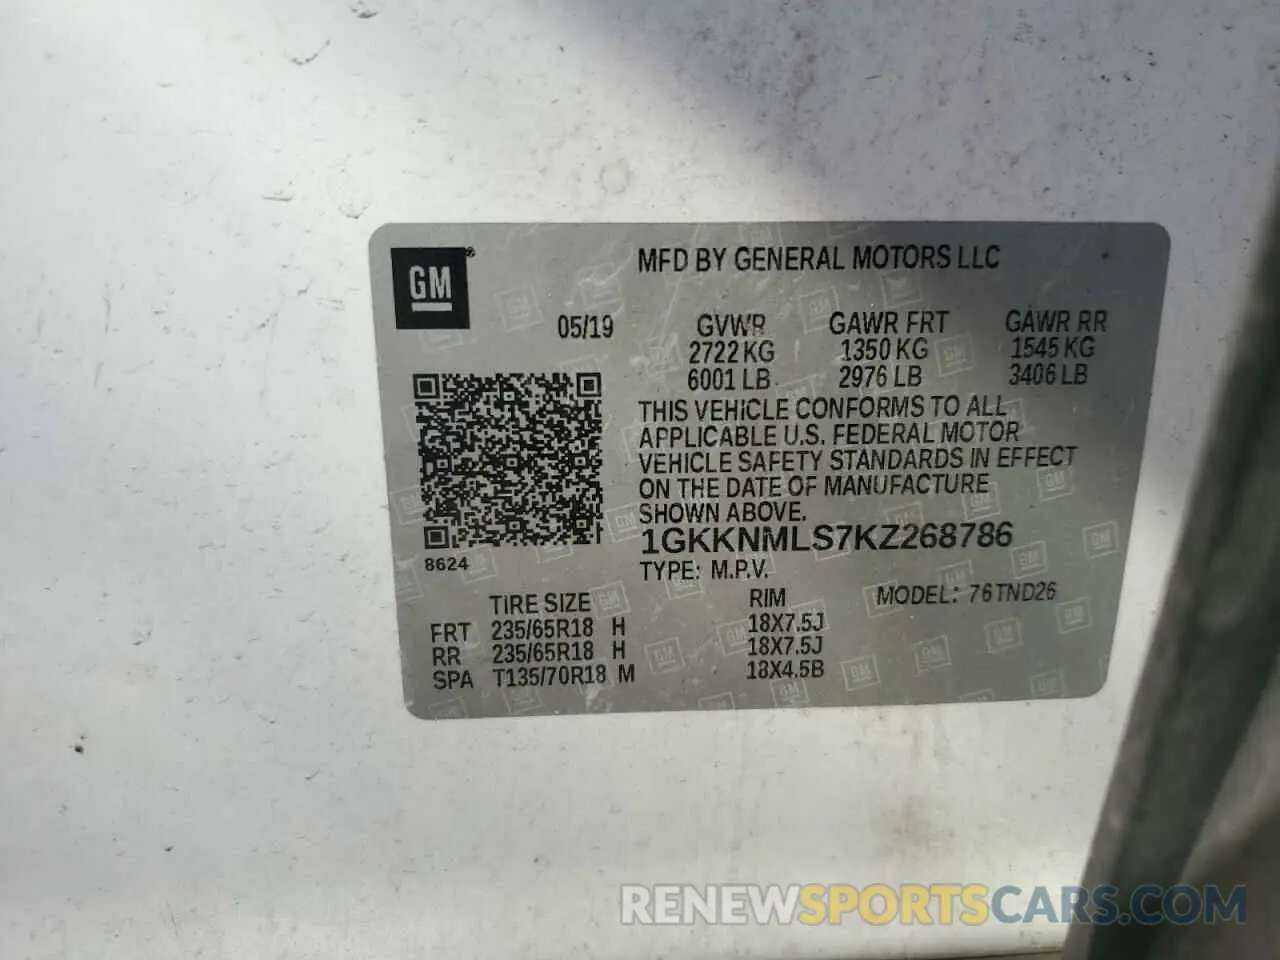 GM®
MFD BY GENERAL MOTORS LLC
05/19
GVWR GAWR FRT GAWR RR
2722 KG 1350 KG 1545 KG
6001 LB 2976 LB 3406 LB
THIS VEHICLE CONFORMS TO ALL
APPLICABLE U.S. FEDERAL MOTOR
VEHICLE SAFETY STANDARDS IN EFFECT
ON THE DATE OF MANUFACTURE
SHOWN ABOVE.
1GKKNMLS7KZ268786
8624
TYPE: M.P.V.
MODEL: 76TND26
TIRE SIZE RIM
FRT 235/65R18 H 18X7.5J
RR 235/65R18 H 18X7.5J
SPA T135/70R18 M 18X4.5B
RENEWSPORTSCARS.COM